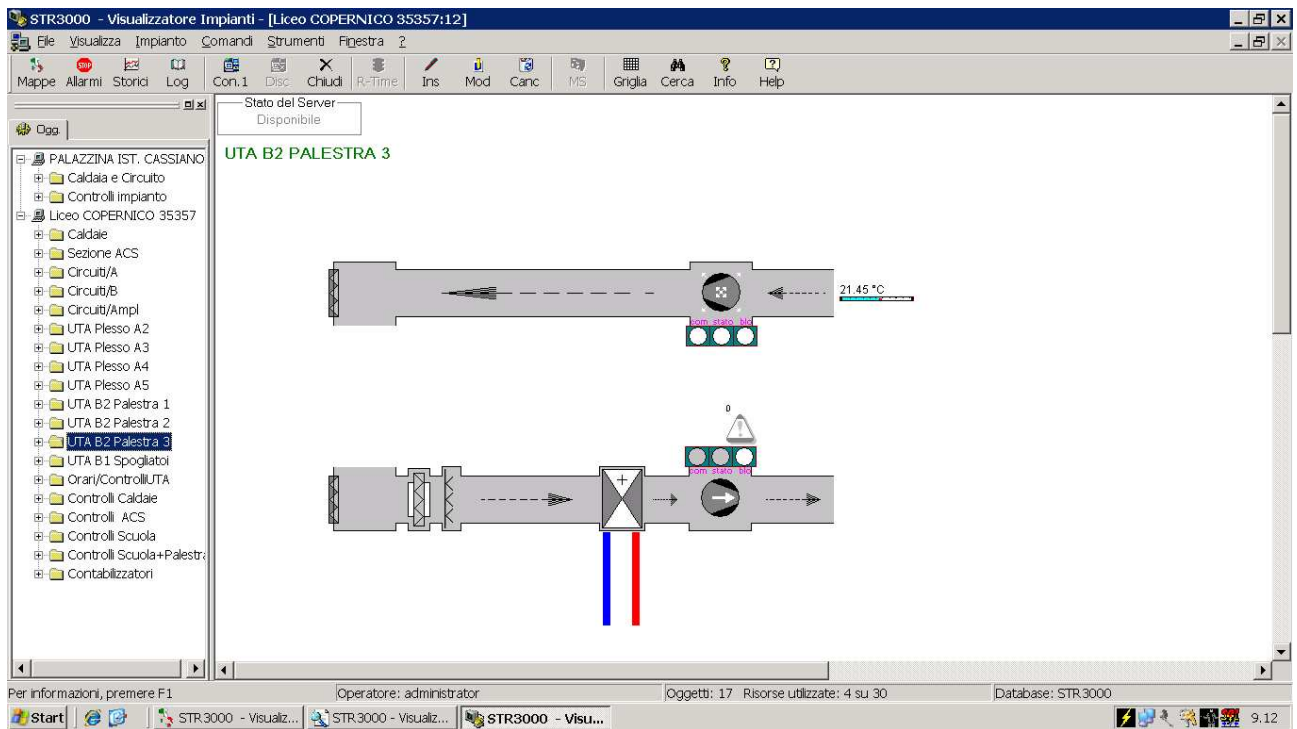 STR3000 - Visualizzatore Impianti - [Liceo COPERNICO 35357:12]
File Visualizza Impianto Comandi Strumenti Finestra ?
Mappe Allarmi Storici Log Con.1 Disc Chiudi R-Time Ins Mod Canc MS Griglia Cerca Info Help
Stato del Server
Disponibile
Ogg.
UTA B2 PALESTRA 3
PALAZZINA IST. CASSIANO
Caldaia e Circuito
Controlli impianto
Liceo COPERNICO 35357
Caldaie
Sezione ACS
Circuiti/A
Circuiti/B
Circuiti/Ampl
UTA Plesso A2
UTA Plesso A3
UTA Plesso A4
UTA Plesso A5
UTA B2 Palestra 1
UTA B2 Palestra 2
UTA B2 Palestra 3
UTA B1 Spogliatoi
Orari/ControlliUTA
Controlli Caldaie
Controlli ACS
Controlli Scuola
Controlli Scuola+Palestra
Contabilizzatori
21.45 °C
com stato blo
0
com stato blo
Per informazioni, premere F1
Operatore: administrator
Oggetti: 17 Risorse utilizzate: 4 su 30
Database: STR3000
Start
STR3000 - Visualiz...
STR3000 - Visualiz...
STR3000 - Visu...
9.12